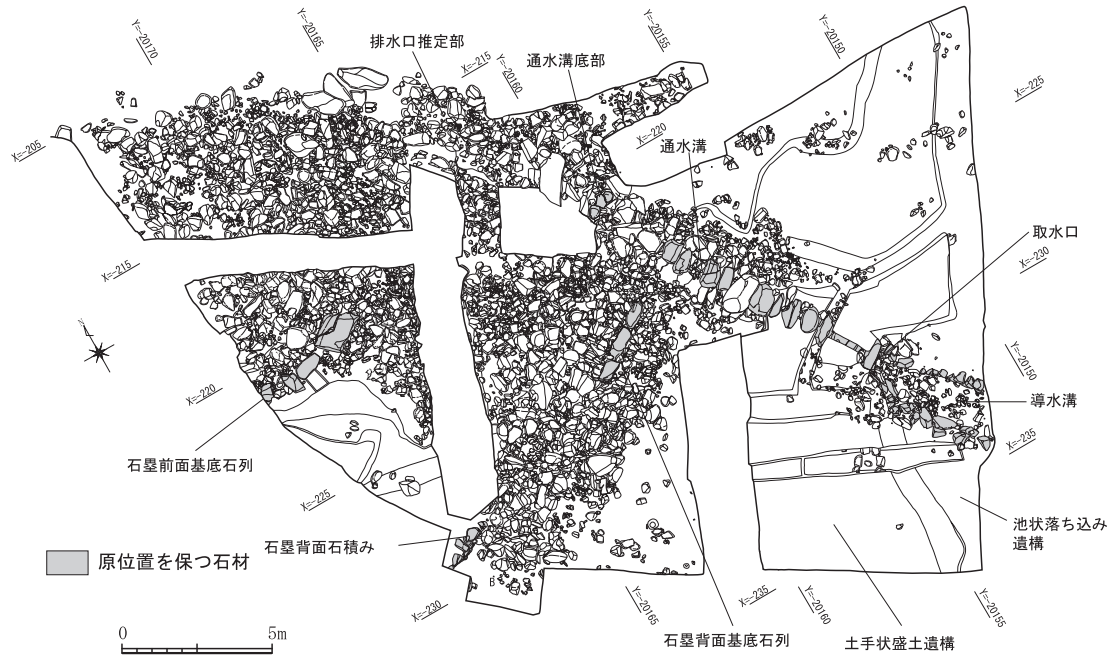 Y=-20170
Y=-20165
排水口推定部
X=-215
Y=-20160
通水溝底部
Y=-20155
Y=-20150
X=-225
X=-205
X=-220
通水溝
取水口
X=-230
X=-215
Y=-20150
X=-220
導水溝
X=-235
石塁前面基底石列
X=-225
池状落ち込み
遺構
石塁背面石積み
原位置を保つ石材
X=-230
Y=-20165
X=-235
Y=-20160
Y=-20155
石塁背面基底石列
土手状盛土遺構
0 5m